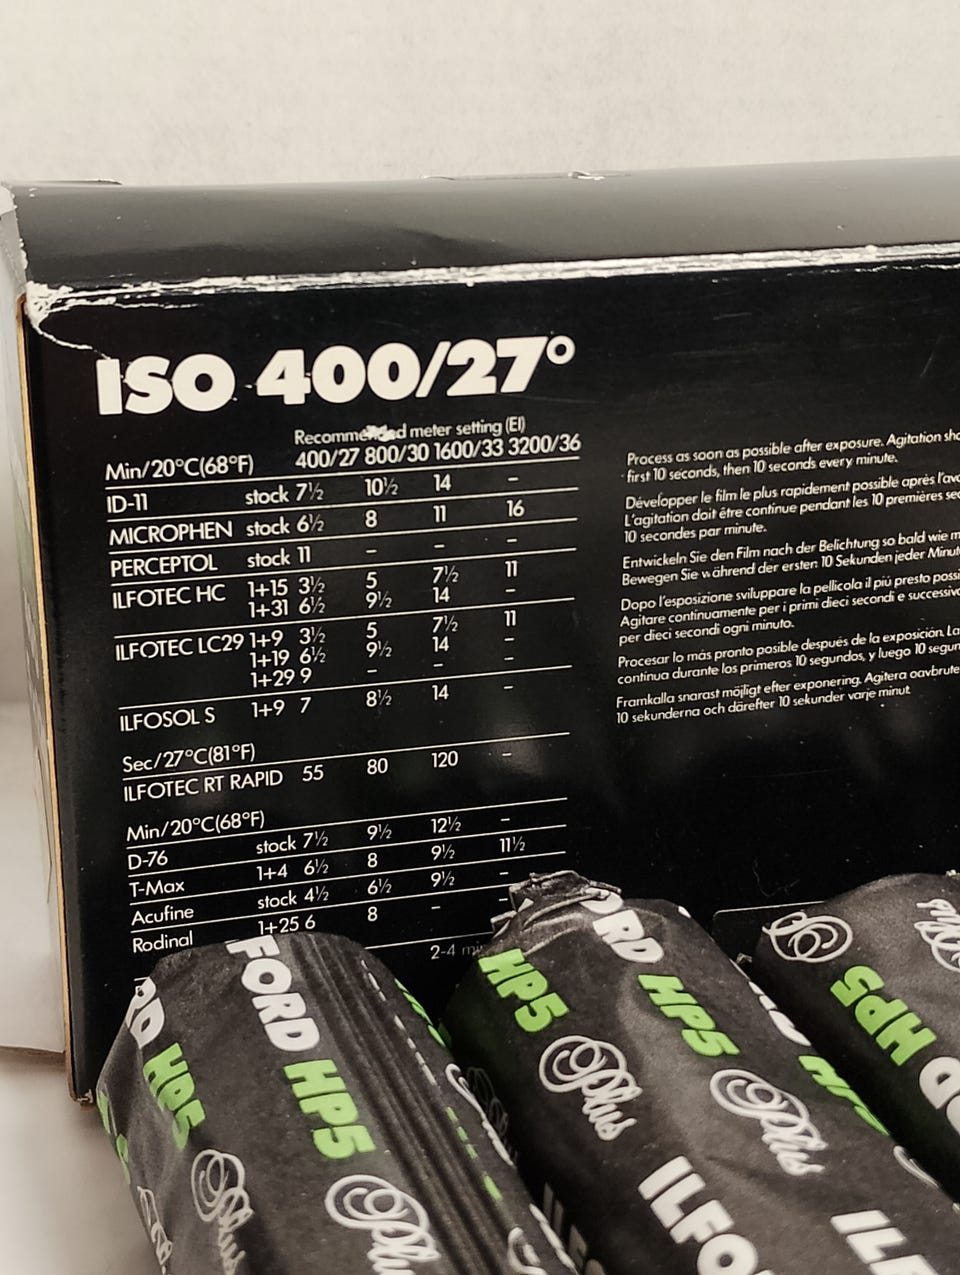 ISO 400/27°
Recommended meter setting (EI)
Min/20°C(68°F) 400/27 800/30 1600/33 3200/36
ID-11 stock 7½ 10½ 14 –
MICROPHEN stock 6½ 8 11 16
PERCEPTOL stock 11 – – –
ILFOTEC HC 1+15 3½ 5 7½ 11
1+31 6½ 9½ 14 –
ILFOTEC LC29 1+9 3½ 5 7½ 11
1+19 6½ 9½ 14 –
1+29 9 – – –
ILFOSOL S 1+9 7 8½ 14 –
Sec/27°C(81°F)
ILFOTEC RT RAPID 55 80 120 –
Min/20°C(68°F)
D-76 stock 7½ 9½ 12½ –
T-Max 1+4 6½ 8 9½ 11½
Acufine stock 4½ 6½ 9½ –
Rodinal 1+25 6 8 –
2-4
Process as soon as possible after exposure. Agitation
first 10 seconds, then 10 seconds every minute.
Développer le film le plus rapidement possible après
L'agitation doit être continue pendant les 10 premières
10 secondes par minute.
Entwickeln Sie den Film nach der Belichtung so bald wie
Bewegen Sie während der ersten 10 Sekunden jeder
Dopo l'esposizione sviluppare la pellicola il più presto
Agitare continuamente per i primi dieci secondi e
per dieci secondi ogni minuto.
Procesar lo más pronto posible después de la exposición. La
continua durante los primeros 10 segundos, y luego 10
Framkalla snarast möjligt efter exponering. Agitera
10 sekunderna och därefter 10 sekunder varje minut.
HP5
FORD HP5
Plus
Plus
ORD HP5
HP5 Plus
Plus
HP5